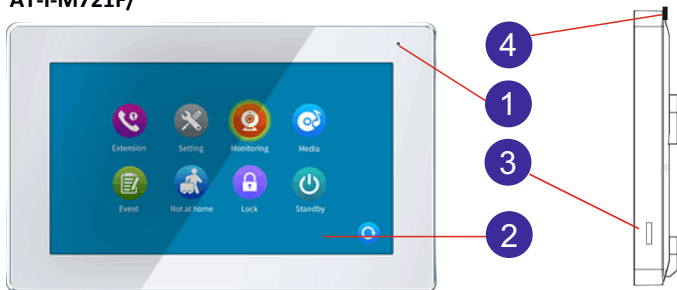 AT-I-M721F/
4
1
Extension Setting Monitoring Media
3
Event Not at home Lock Standby
2